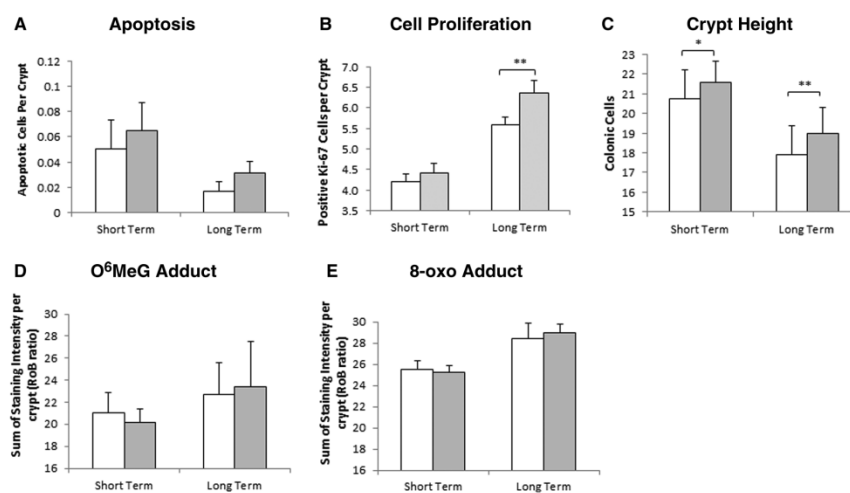 A Apoptosis
Apoptotic Cells Per Crypt
0.12
0.1
0.08
0.06
0.04
0.02
0
Short Term Long Term
B Cell Proliferation
Positive Ki-67 Cells per Crypt
7.0
6.5
6.0
5.5
5.0
4.5
4.0
3.5
**
Short Term Long Term
C Crypt Height
Colonic Cells
23
22
21
20
19
18
17
16
15
*
**
Short Term Long Term
D O⁶MeG Adduct
Sum of Staining Intensity per
crypt (RoB ratio)
30
28
26
24
22
20
18
16
Short Term Long Term
E 8-oxo Adduct
Sum of Staining Intensity per
crypt (RoB ratio)
30
28
26
24
22
20
18
16
Short Term Long Term